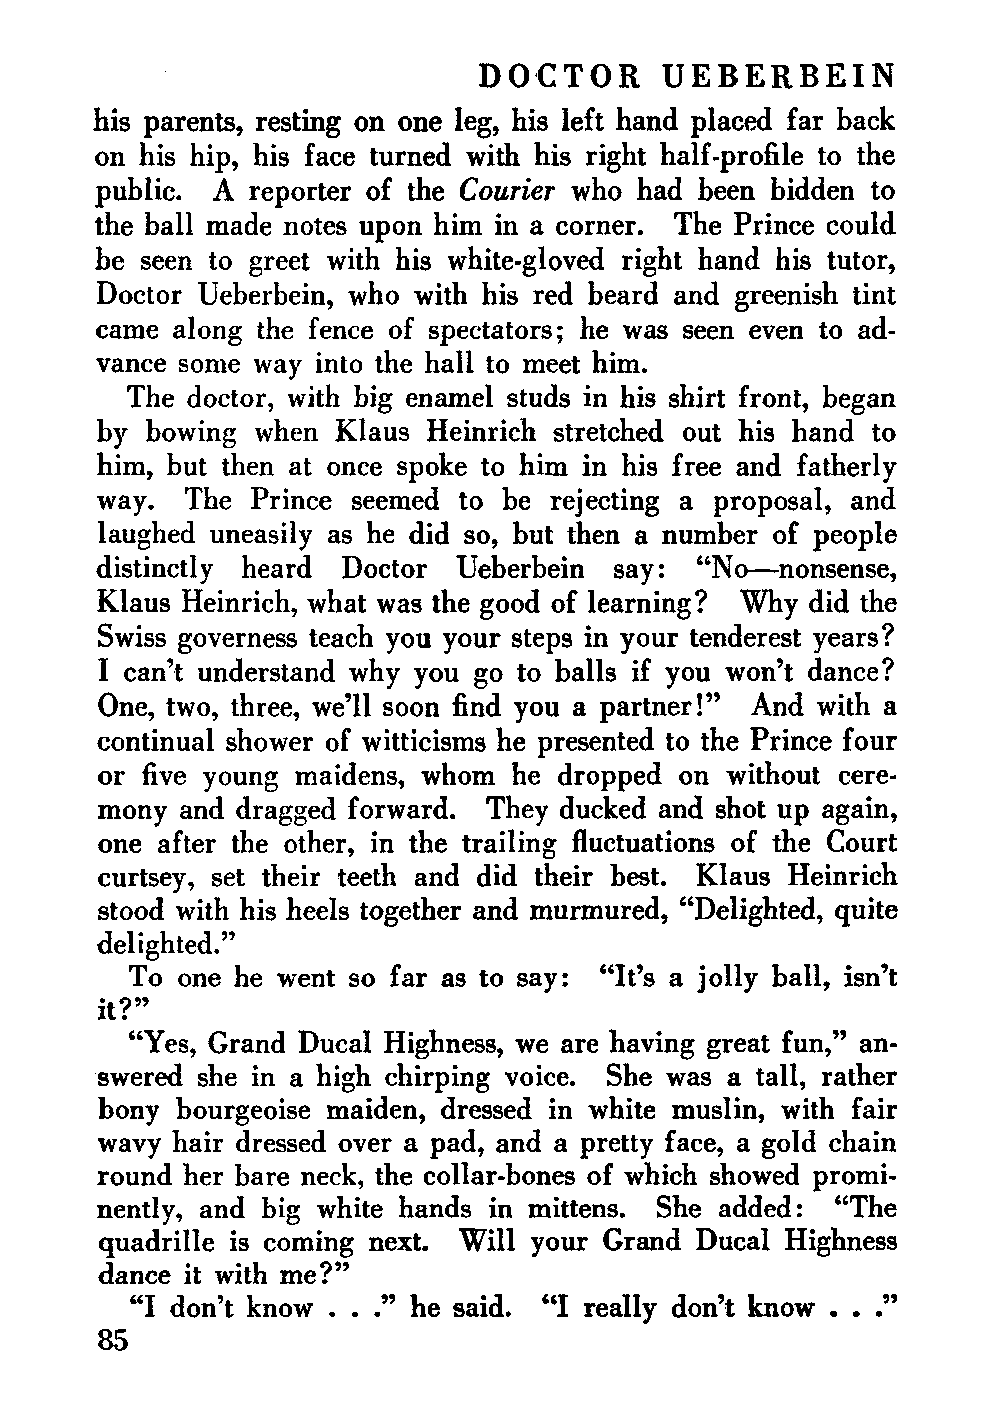 DOCTOR UEBERBEIN
his parents, resting on one leg, his left hand placed far back
on his hip, his face turned with his right half-profile to the
public. A reporter of the Courier who had been bidden to
the ball made notes upon him in a corner. The Prince could
be seen to greet with his white-gloved right hand his tutor,
Doctor Ueberbein, who with his red beard and greenish tint
came along the fence of spectators; he was seen even to ad-
vance some way into the hall to meet him.
The doctor, with big enamel studs in his shirt front, began
by bowing when Klaus Heinrich stretched out his hand to
him, but then at once spoke to him in his free and fatherly
way. The Prince seemed to be rejecting a proposal, and
laughed uneasily as he did so, but then a number of people
distinctly heard Doctor Ueberbein say: “No—nonsense,
Klaus Heinrich, what was the good of learning? Why did the
Swiss governess teach you your steps in your tenderest years?
I can’t understand why you go to balls if you won’t dance?
One, two, three, we’ll soon find you a partner!” And with a
continual shower of witticisms he presented to the Prince four
or five young maidens, whom he dropped on without cere-
mony and dragged forward. They ducked and shot up again,
one after the other, in the trailing fluctuations of the Court
curtsey, set their teeth and did their best. Klaus Heinrich
stood with his heels together and murmured, “Delighted, quite
delighted.”
To one he went so far as to say: “It’s a jolly ball, isn’t
it?”
“Yes, Grand Ducal Highness, we are having great fun,” an-
swered she in a high chirping voice. She was a tall, rather
bony bourgeoise maiden, dressed in white muslin, with fair
wavy hair dressed over a pad, and a pretty face, a gold chain
round her bare neck, the collar-bones of which showed promi-
nently, and big white hands in mittens. She added: “The
quadrille is coming next. Will your Grand Ducal Highness
dance it with me?”
“I don’t know . . .” he said. “I really don’t know . . .”
85